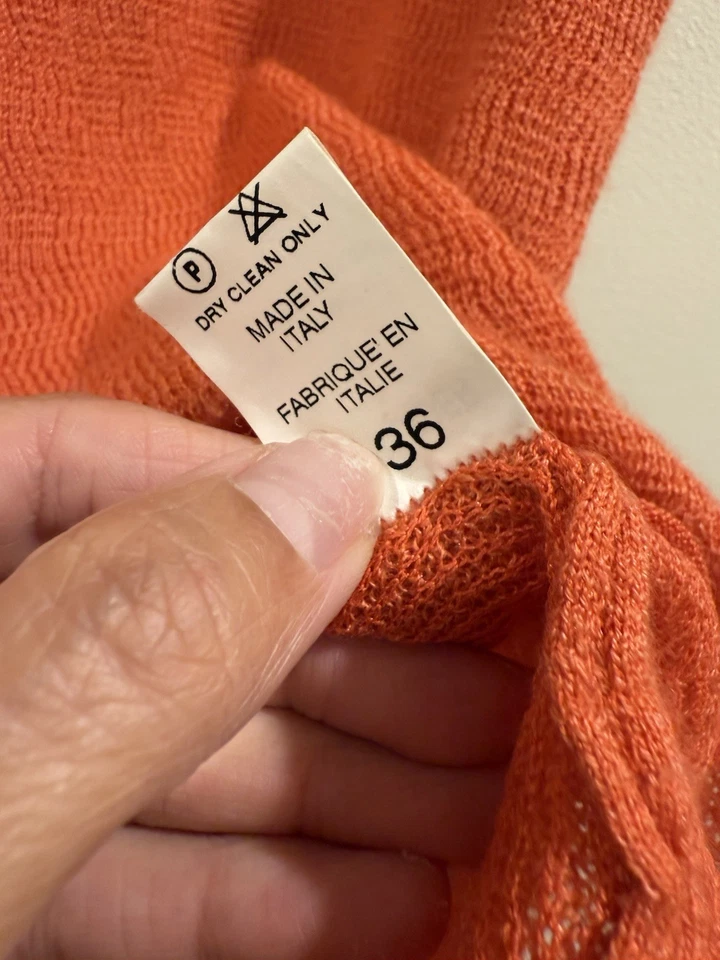 P
DRY CLEAN ONLY
MADE IN
ITALY
FABRIQUE' EN
ITALIE
36